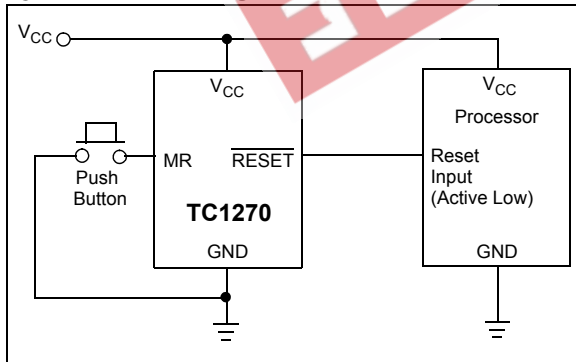 VCC
VCC
VCC
Processor
MR
RESET
Reset
Input
(Active Low)
Push
Button
TC1270
GND
GND